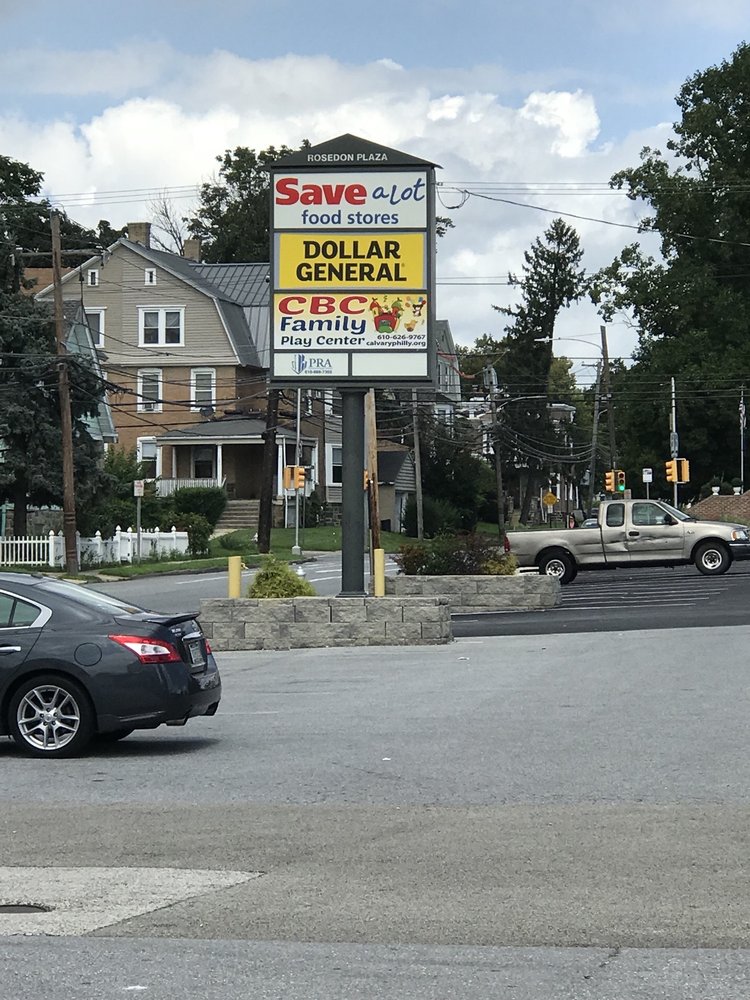 ROSEDON PLAZA
Save a lot
food stores
DOLLAR
GENERAL
CBC
Family
Play Center
610-626-9767
calvaryphilly.org
PRA